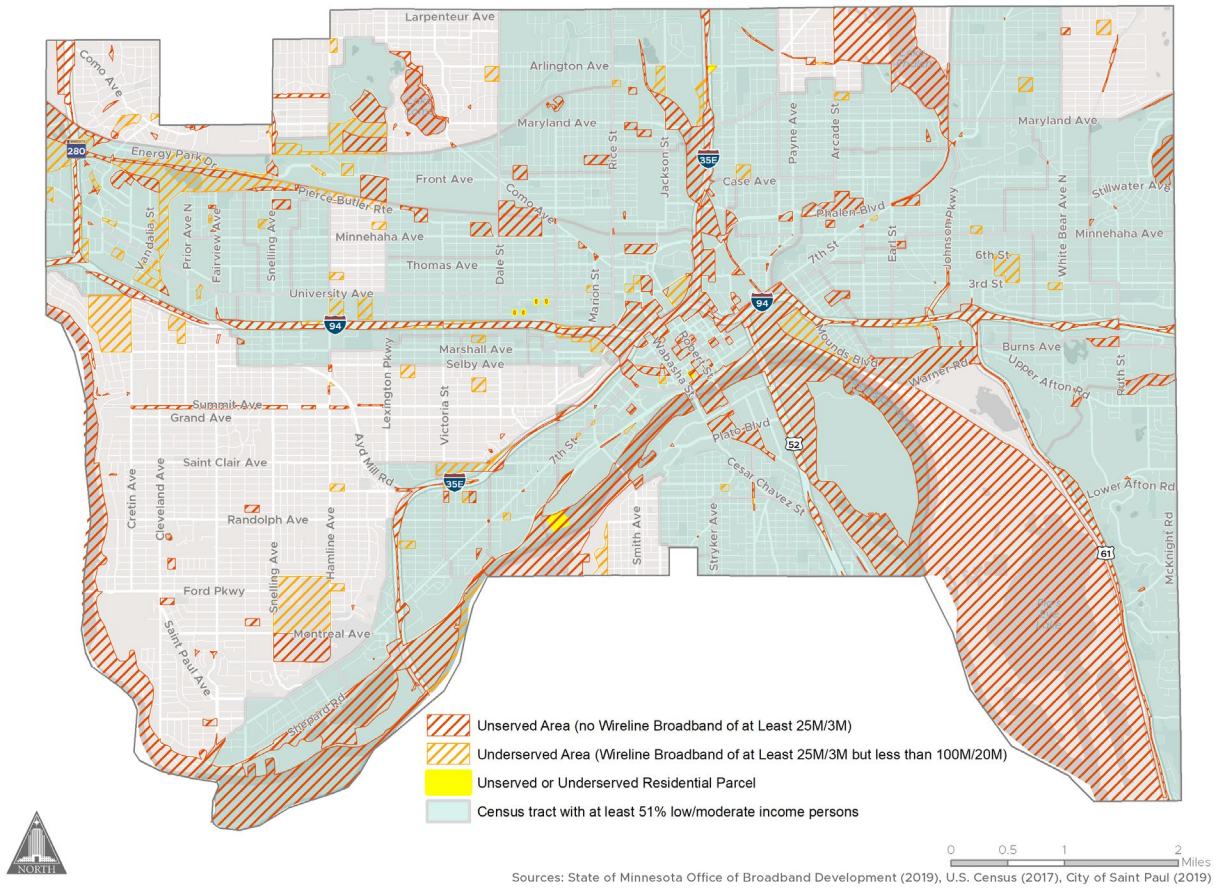 Larpenteur Ave
Como Ave
Arlington Ave
Maryland Ave
Maryland Ave
280
Energy Park Dr
35E
Rice St
Jackson St
Payne Ave
Arcade St
Front Ave
Case Ave
Como Ave
Stillwater Ave
Pierce Butler Rte
Phalen Blvd
Vandalia St
Prior Ave N
Fairview Ave
Snelling Ave
Minnehaha Ave
Dale St
Marion St
7th St
Earl St
Johnson Pkwy
White Bear Ave N
Minnehaha Ave
Thomas Ave
6th St
3rd St
University Ave
94
94
Marshall Ave
Selby Ave
Robert St
Wabasha St
Mounds Blvd
Burns Ave
Warner Rd
Upper Afton Rd
Ruth St
Lexington Pkwy
Victoria St
Summit Ave
Grand Ave
Ayd Mill Rd
7th St
Plato Blvd
52
Cesar Chavez St
Saint Clair Ave
35E
Lower Afton Rd
Cretin Ave
Cleveland Ave
Randolph Ave
Hamline Ave
Snelling Ave
Smith Ave
Stryker Ave
61
McKnight Rd
Ford Pkwy
Saint Paul Ave
Montreal Ave
Shepard Rd
Unserved Area (no Wireline Broadband of at Least 25M/3M)
Underserved Area (Wireline Broadband of at Least 25M/3M but less than 100M/20M)
Unserved or Underserved Residential Parcel
Census tract with at least 51% low/moderate income persons
NORTH
0 0.5 1 2
Miles
Sources: State of Minnesota Office of Broadband Development (2019), U.S. Census (2017), City of Saint Paul (2019)